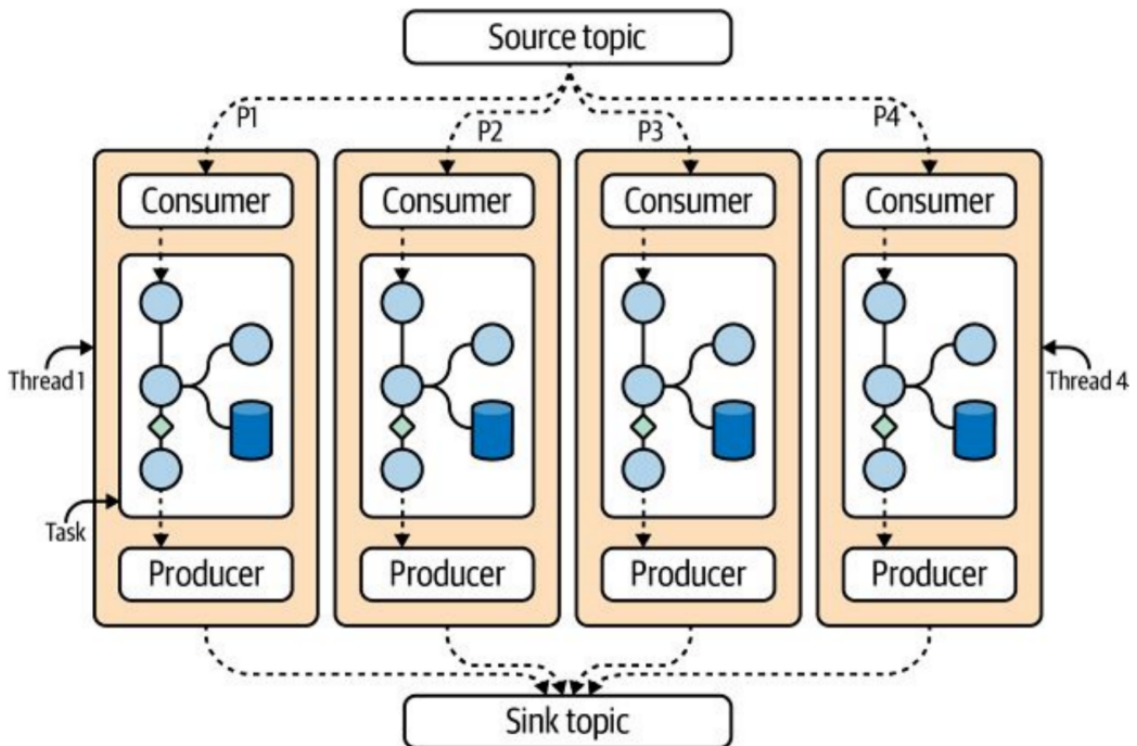 Source topic
P1
P2
P3
P4
Consumer
Consumer
Consumer
Consumer
Thread 1
Thread 4
Task
Producer
Producer
Producer
Producer
Sink topic